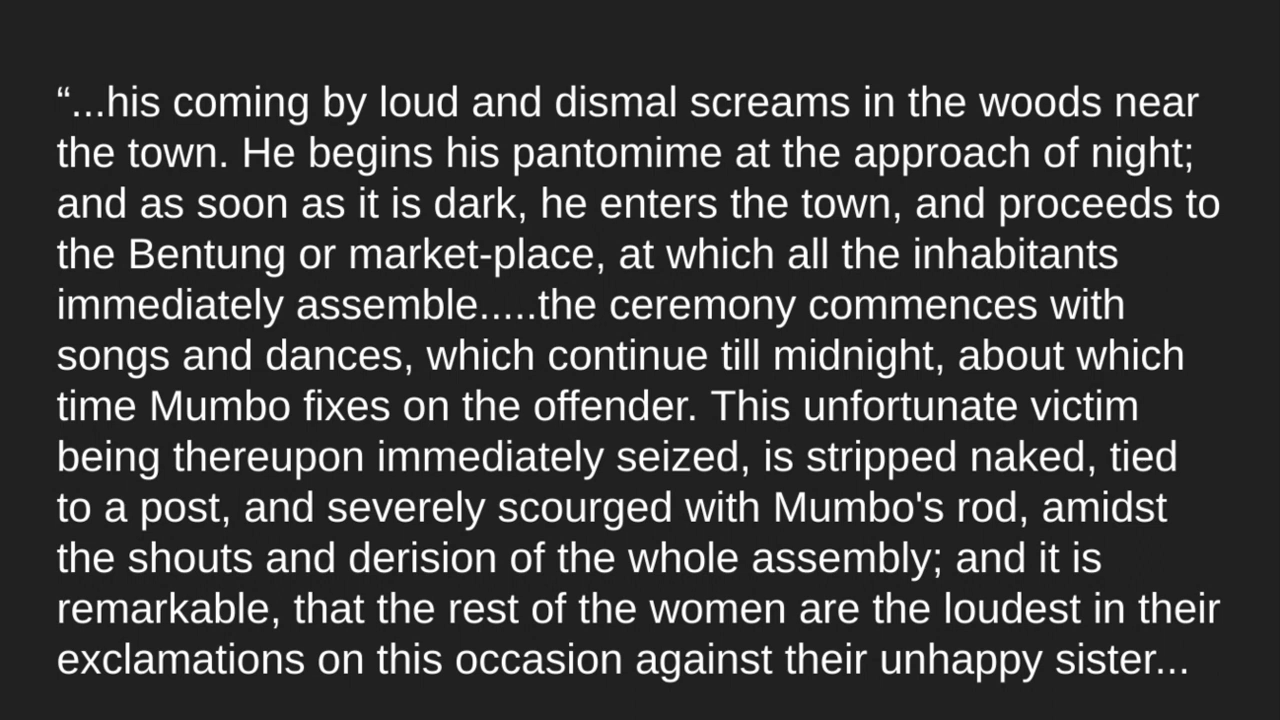 “...his coming by loud and dismal screams in the woods near
the town. He begins his pantomime at the approach of night;
and as soon as it is dark, he enters the town, and proceeds to
the Bentung or market-place, at which all the inhabitants
immediately assemble.....the ceremony commences with
songs and dances, which continue till midnight, about which
time Mumbo fixes on the offender. This unfortunate victim
being thereupon immediately seized, is stripped naked, tied
to a post, and severely scourged with Mumbo's rod, amidst
the shouts and derision of the whole assembly; and it is
remarkable, that the rest of the women are the loudest in their
exclamations on this occasion against their unhappy sister...